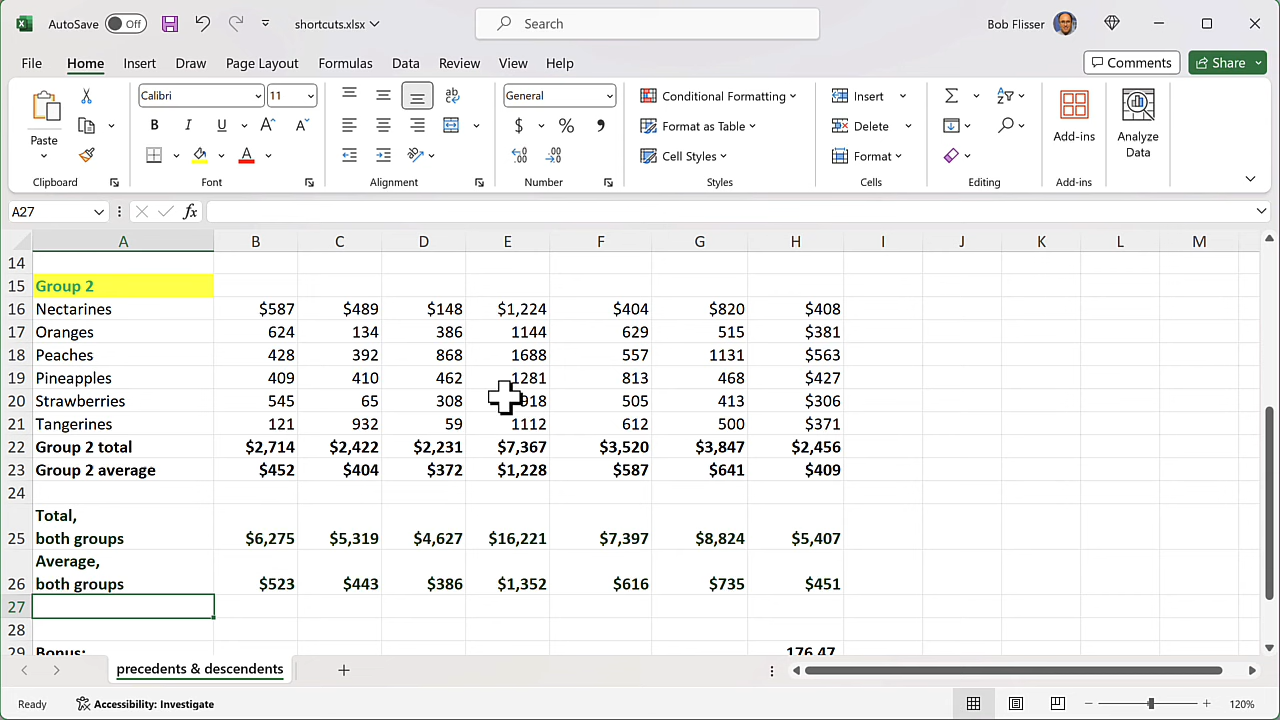 AutoSave Off shortcuts.xlsx Search Bob Flisser
File Home Insert Draw Page Layout Formulas Data Review View Help Comments Share
Paste Calibri 11 General Conditional Formatting Insert
B I U Format as Table Delete Add-ins Analyze Data
Cell Styles Format
Clipboard Font Alignment Number Styles Cells Editing Add-ins
A27 fx
A B C D E F G H I J K L M
14
15 Group 2
16 Nectarines $587 $489 $148 $1,224 $404 $820 $408
17 Oranges 624 134 386 1144 629 515 $381
18 Peaches 428 392 868 1688 557 1131 $563
19 Pineapples 409 410 462 1281 813 468 $427
20 Strawberries 545 65 308 918 505 413 $306
21 Tangerines 121 932 59 1112 612 500 $371
22 Group 2 total $2,714 $2,422 $2,231 $7,367 $3,520 $3,847 $2,456
23 Group 2 average $452 $404 $372 $1,228 $587 $641 $409
24
Total,
25 both groups $6,275 $5,319 $4,627 $16,221 $7,397 $8,824 $5,407
Average,
26 both groups $523 $443 $386 $1,352 $616 $735 $451
27
28
29 Bonus: 176.47
precedents & descendents
Ready Accessibility: Investigate 120%